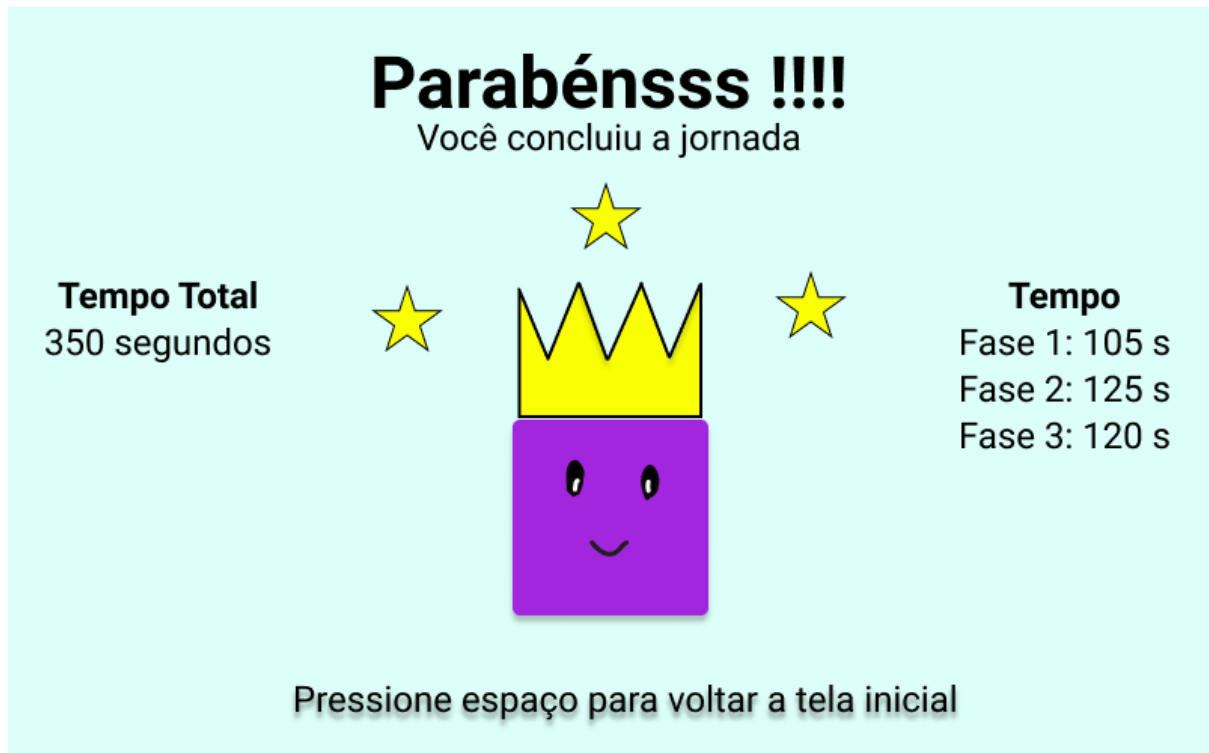 Parabénsss !!!!
Você concluiu a jornada
Tempo Total
350 segundos
Tempo
Fase 1: 105 s
Fase 2: 125 s
Fase 3: 120 s
Pressione espaço para voltar a tela inicial